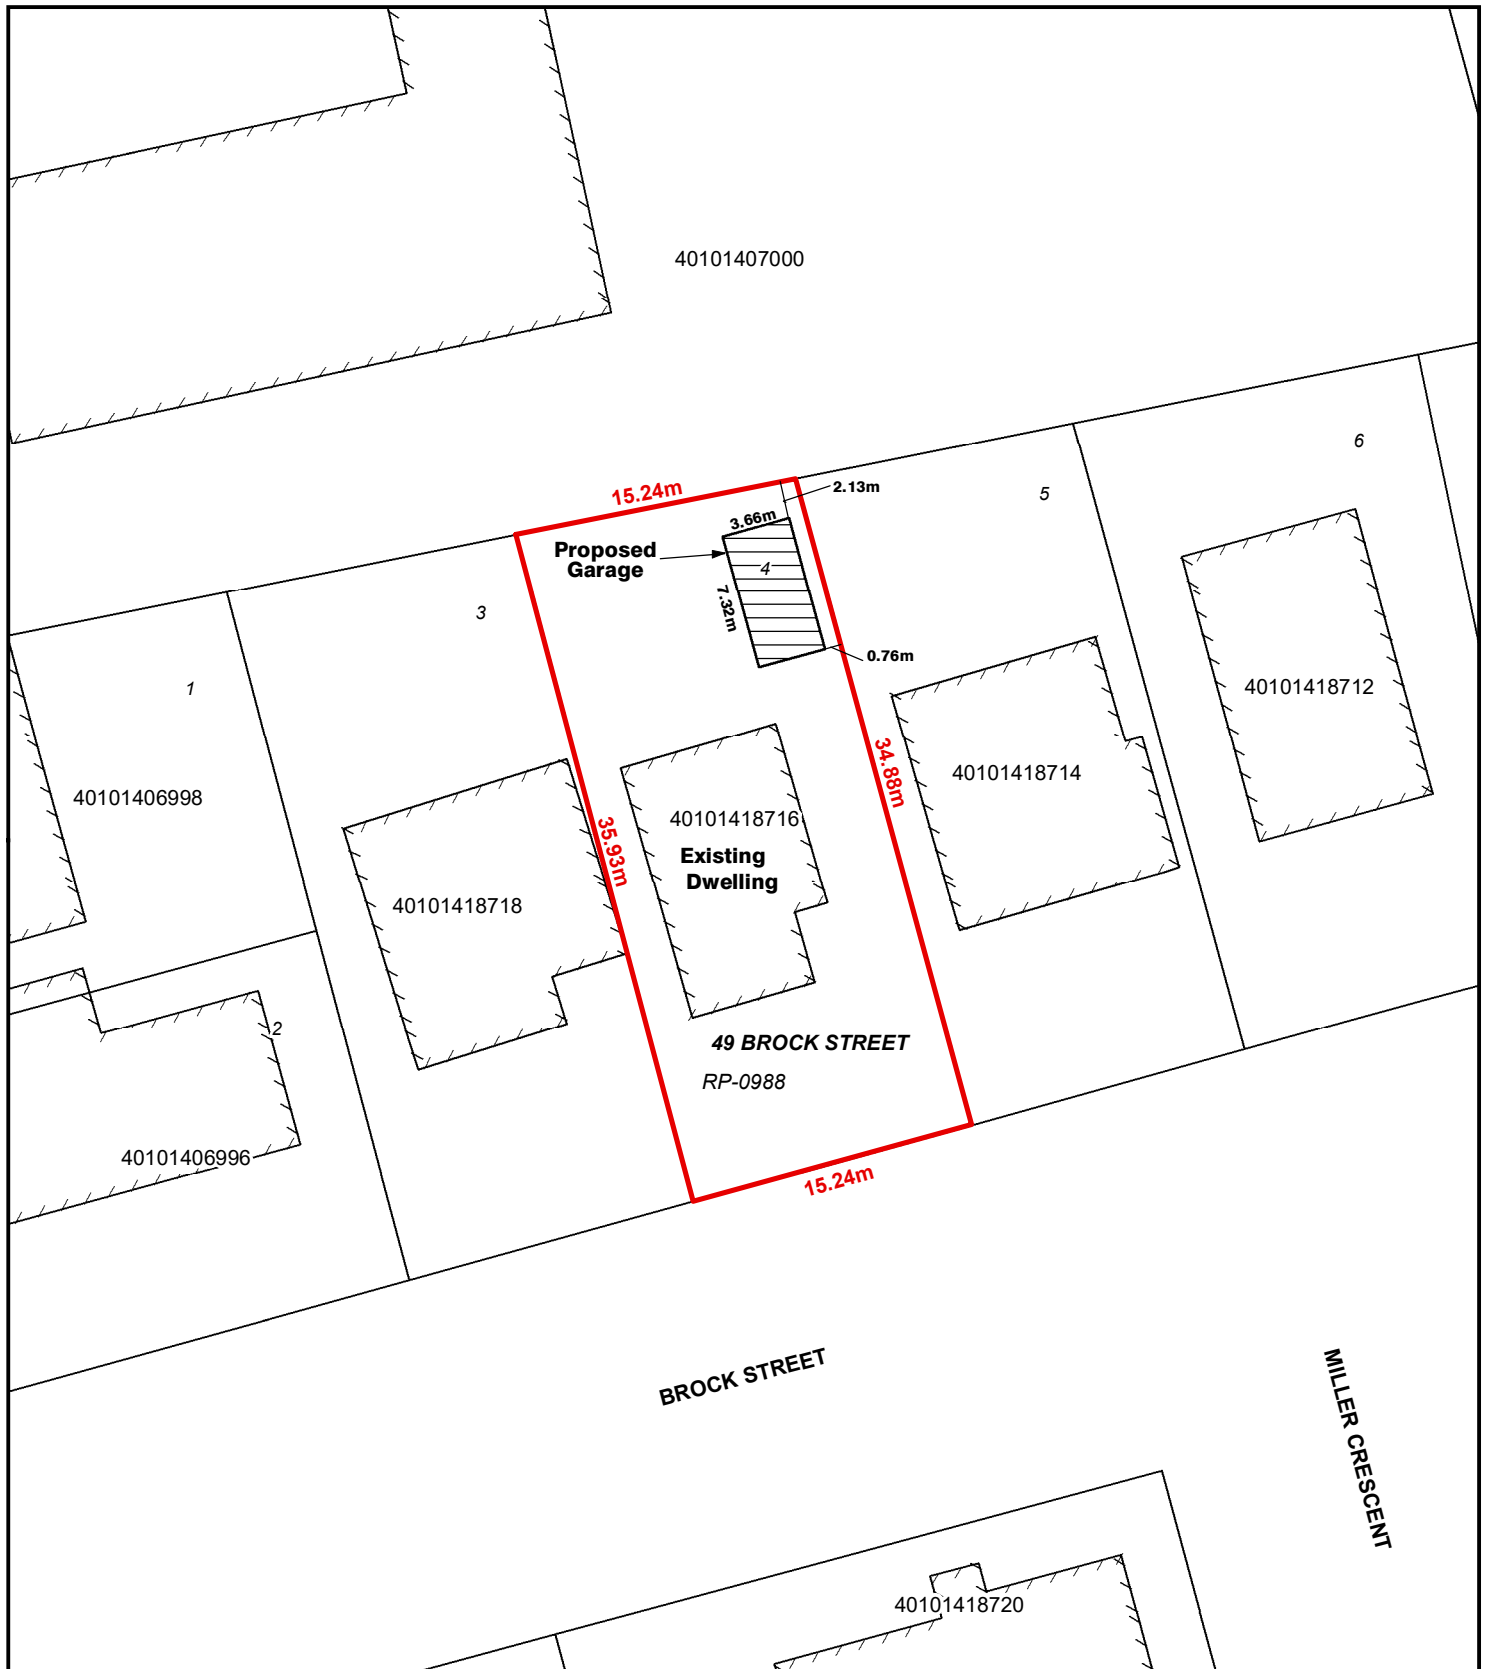 40101407000
6
2.13m
15.24m
5
3.66m
Proposed
Garage
4
7.32m
3
0.76m
1
40101418712
34.88m
40101418714
40101406998
40101418716
35.93m
Existing
Dwelling
40101418718
2
49 BROCK STREET
RP-0988
40101406996
15.24m
BROCK STREET
MILLER CRESCENT
40101418720